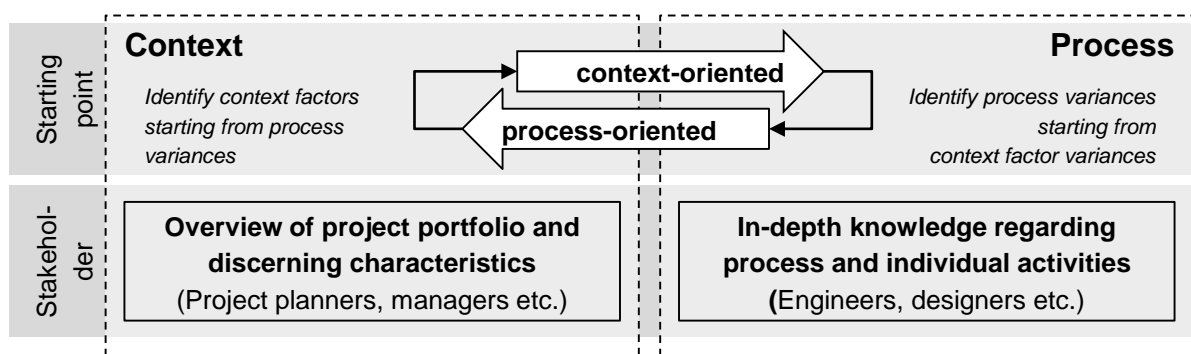 Starting
point
Context
Identify context factors
starting from process
variances
context-oriented
process-oriented
Process
Identify process variances
starting from
context factor variances
Stakehol-
der
Overview of project portfolio and
discerning characteristics
(Project planners, managers etc.)
In-depth knowledge regarding
process and individual activities
(Engineers, designers etc.)